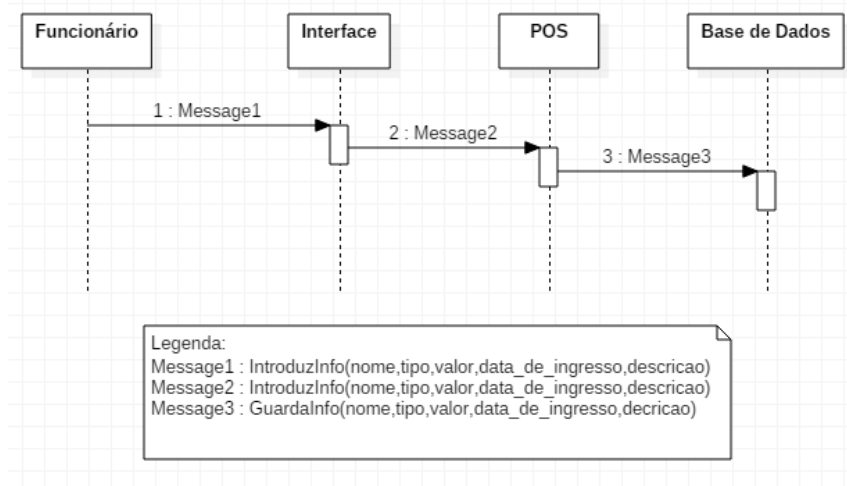 Funcionário
Interface
POS
Base de Dados
1 : Message1
2 : Message2
3 : Message3
Legenda:
Message1 : IntroduzInfo(nome,tipo,valor,data_de_ingresso,descricao)
Message2 : IntroduzInfo(nome,tipo,valor,data_de_ingresso,descricao)
Message3 : GuardaInfo(nome,tipo,valor,data_de_ingresso,decricao)